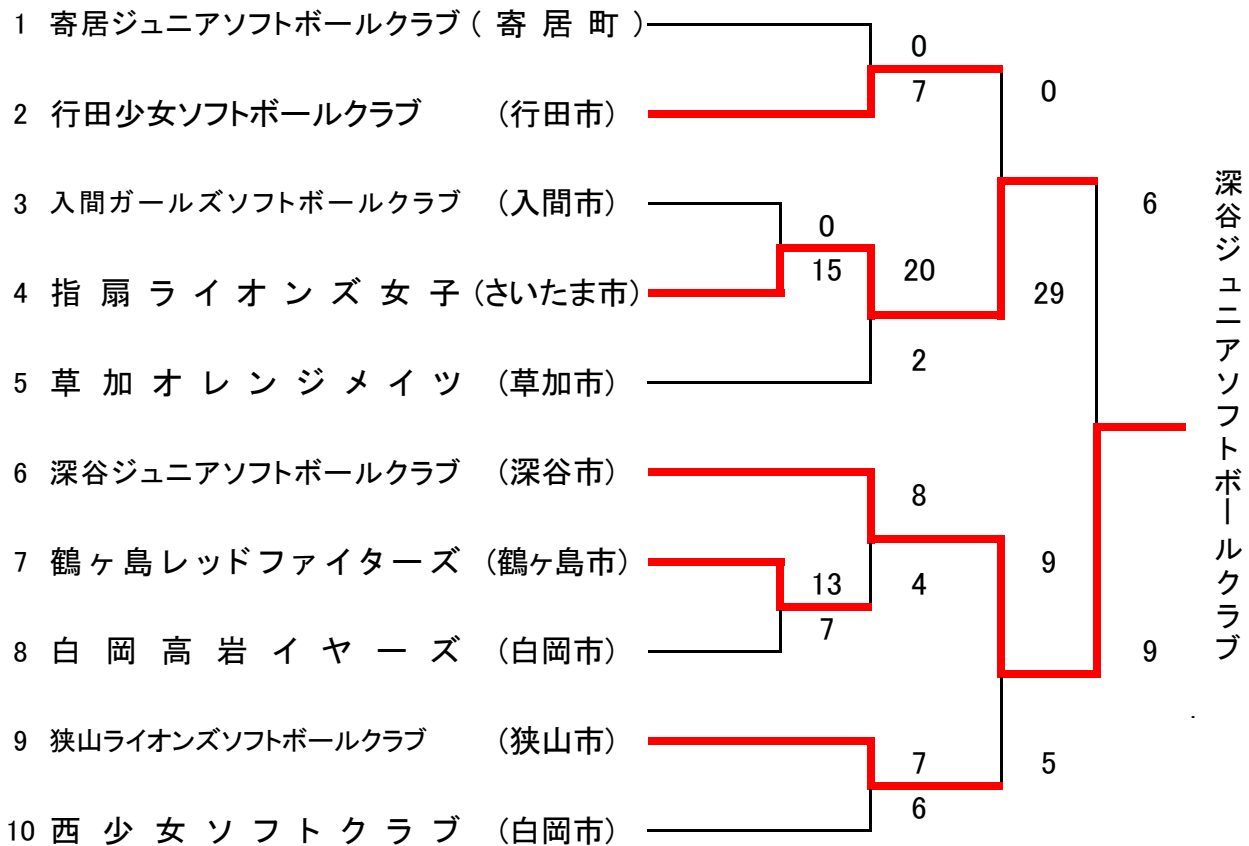 1 寄居ジュニアソフトボールクラブ ( 寄 居 町 )
0
7
0
2 行田少女ソフトボールクラブ (行田市)
3 入間ガールズソフトボールクラブ (入間市)
0
15
20
6
4 指 扇 ラ イ オ ン ズ 女 子 (さいたま市)
29
2
5 草 加 オ レ ン ジ メ イ ツ (草加市)
6 深谷ジュニアソフトボールクラブ (深谷市)
8
7 鶴ヶ島レッドファイターズ (鶴ヶ島市)
13
7
4
9
8 白 岡 高 岩 イ ヤ ー ズ (白岡市)
9
9 狭山ライオンズソフトボールクラブ (狭山市)
7
6
5
10 西 少 女 ソ フ ト ク ラ ブ (白岡市)
深谷ジュニアソフトボールクラブ